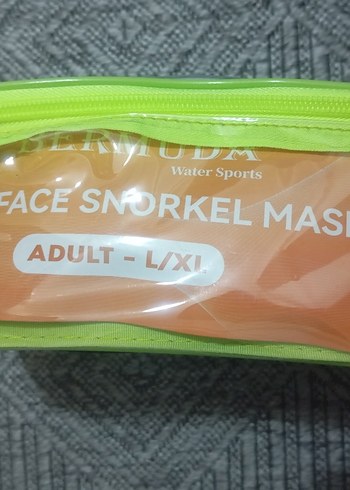 BERMUDA
Water Sports
FACE SNORKEL MASK
ADULT - L/XL